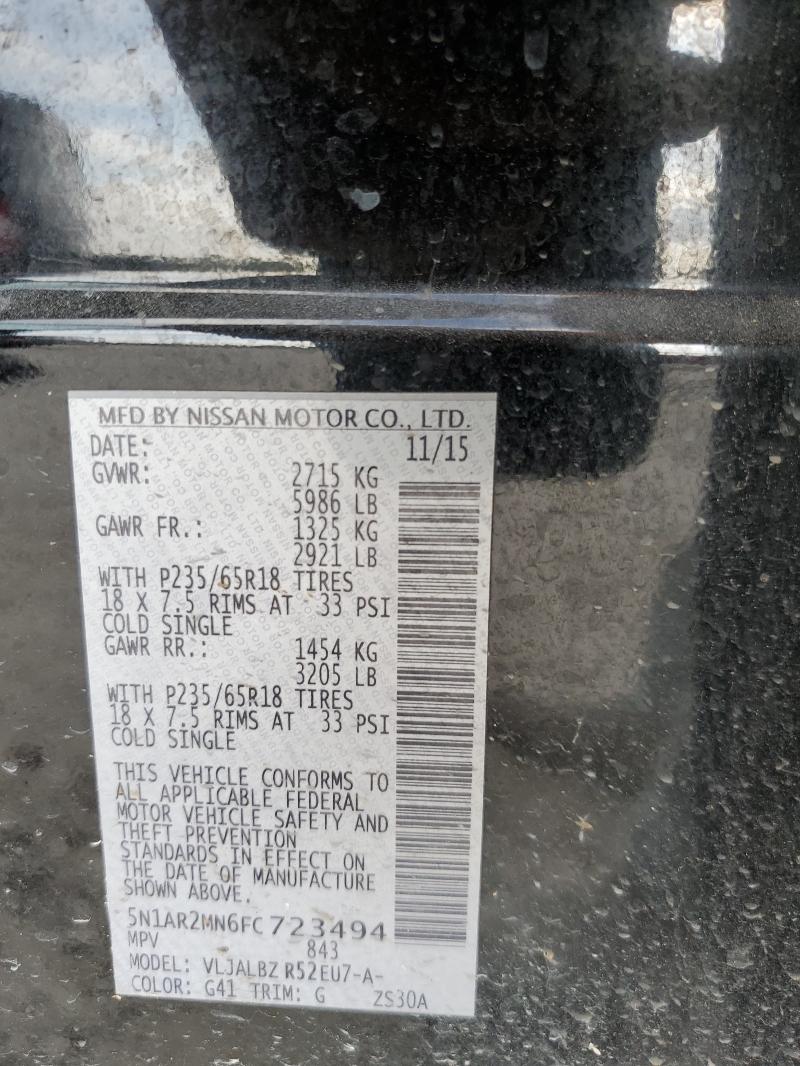 MFD BY NISSAN MOTOR CO., LTD.
DATE: 11/15
GVWR: 2715 KG
5986 LB
GAWR FR.: 1325 KG
2921 LB
WITH P235/65R18 TIRES
18 X 7.5 RIMS AT 33 PSI
COLD SINGLE
GAWR RR.: 1454 KG
3205 LB
WITH P235/65R18 TIRES
18 X 7.5 RIMS AT 33 PSI
COLD SINGLE
THIS VEHICLE CONFORMS TO
ALL APPLICABLE FEDERAL
MOTOR VEHICLE SAFETY AND
THEFT PREVENTION
STANDARDS IN EFFECT ON
THE DATE OF MANUFACTURE
SHOWN ABOVE.
5N1AR2MN6FC723494
MPV 843
MODEL: VLJALBZ R52EU7-A-
COLOR: G41 TRIM: G ZS30A